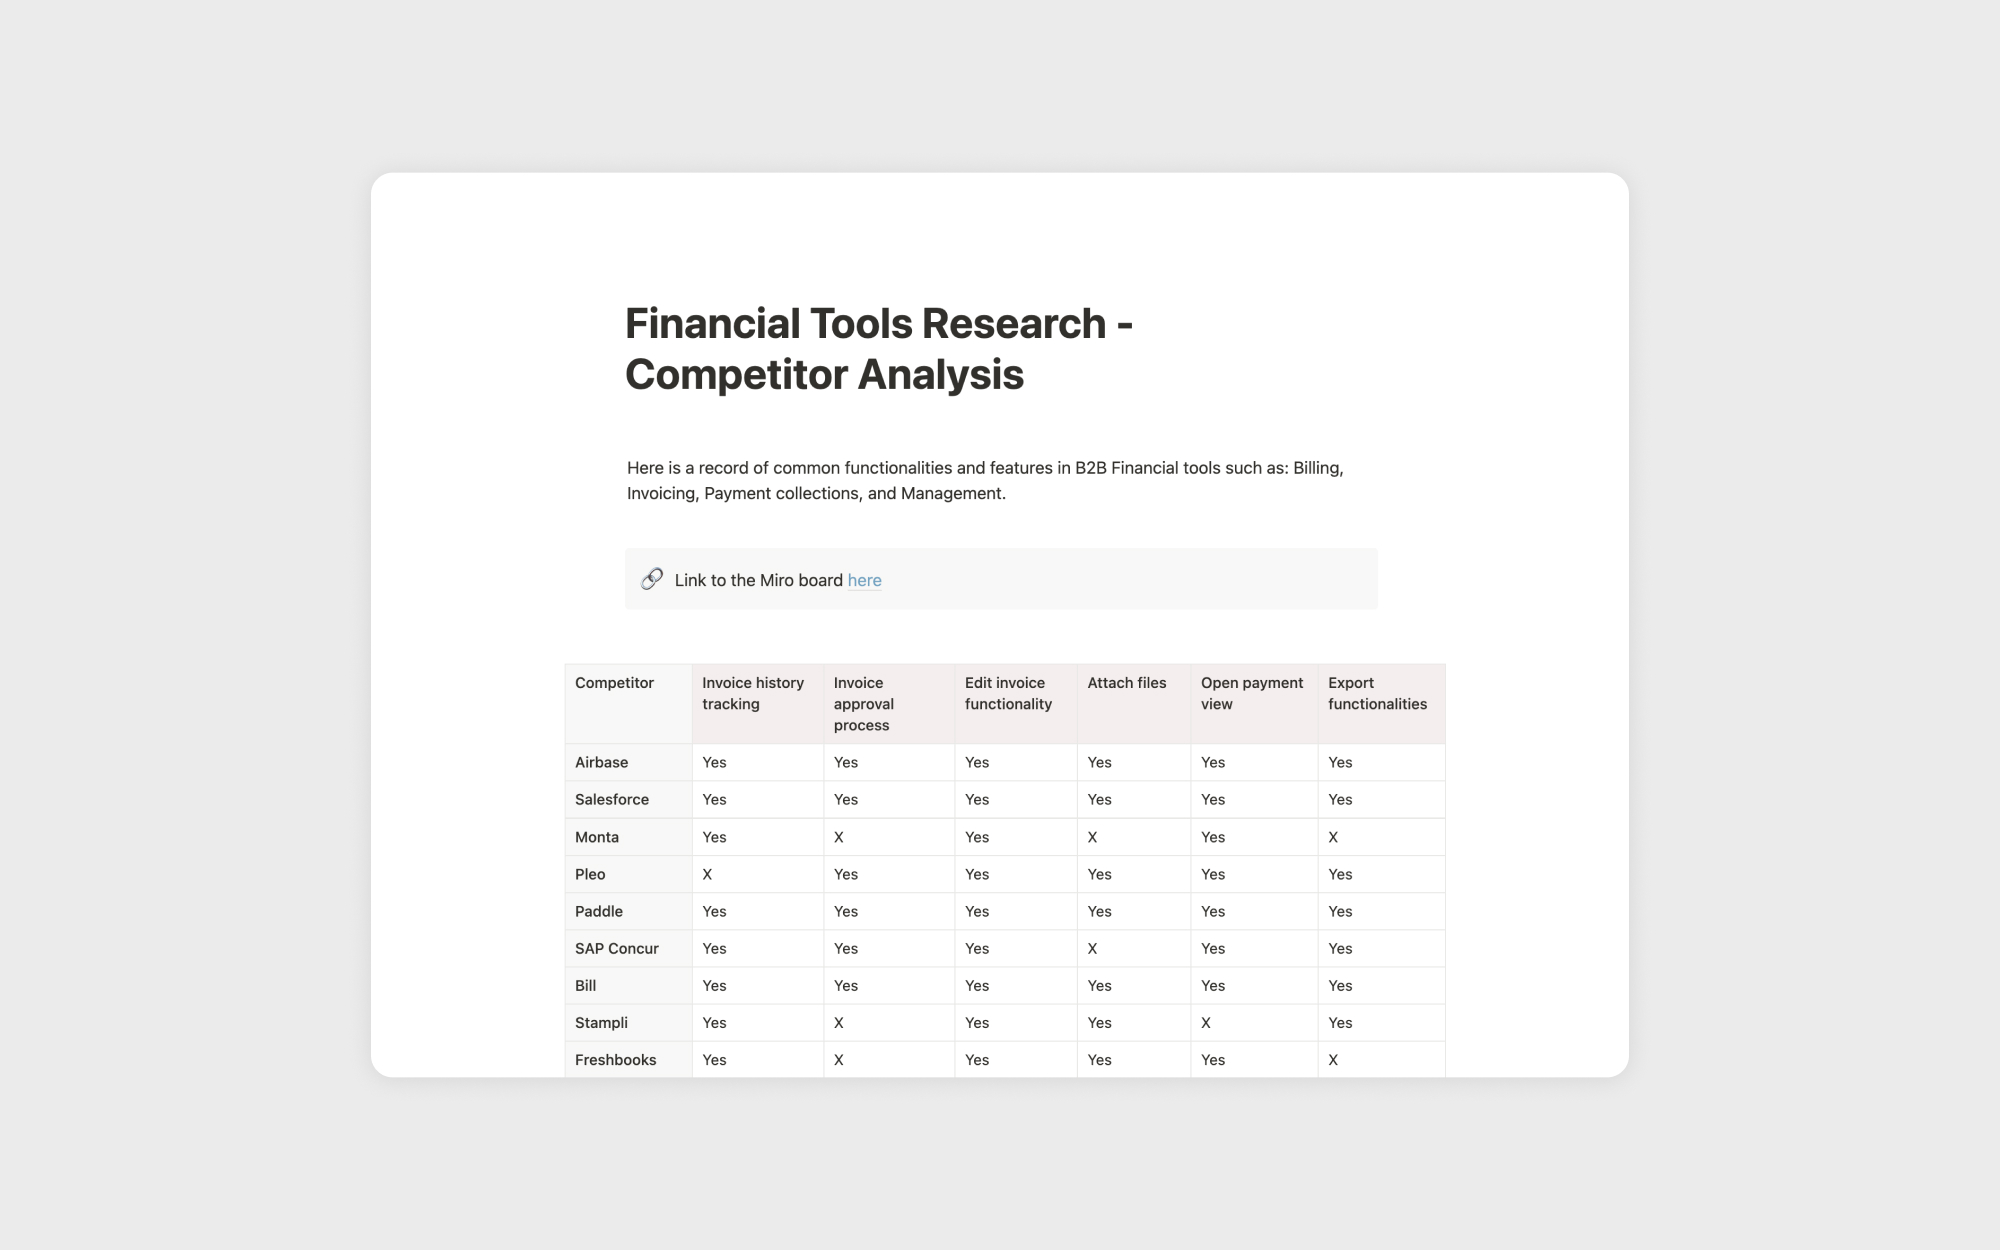 Financial Tools Research -
Competitor Analysis
Here is a record of common functionalities and features in B2B Financial tools such as: Billing,
Invoicing, Payment collections, and Management.
Link to the Miro board here
Competitor Invoice history tracking Invoice approval process Edit invoice functionality Attach files Open payment view Export functionalities
Airbase Yes Yes Yes Yes Yes Yes
Salesforce Yes Yes Yes Yes Yes Yes
Monta Yes X Yes X Yes X
Pleo X Yes Yes Yes Yes Yes
Paddle Yes Yes Yes Yes Yes Yes
SAP Concur Yes Yes Yes X Yes Yes
Bill Yes Yes Yes Yes Yes Yes
Stampli Yes X Yes Yes X Yes
Freshbooks Yes X Yes Yes Yes X